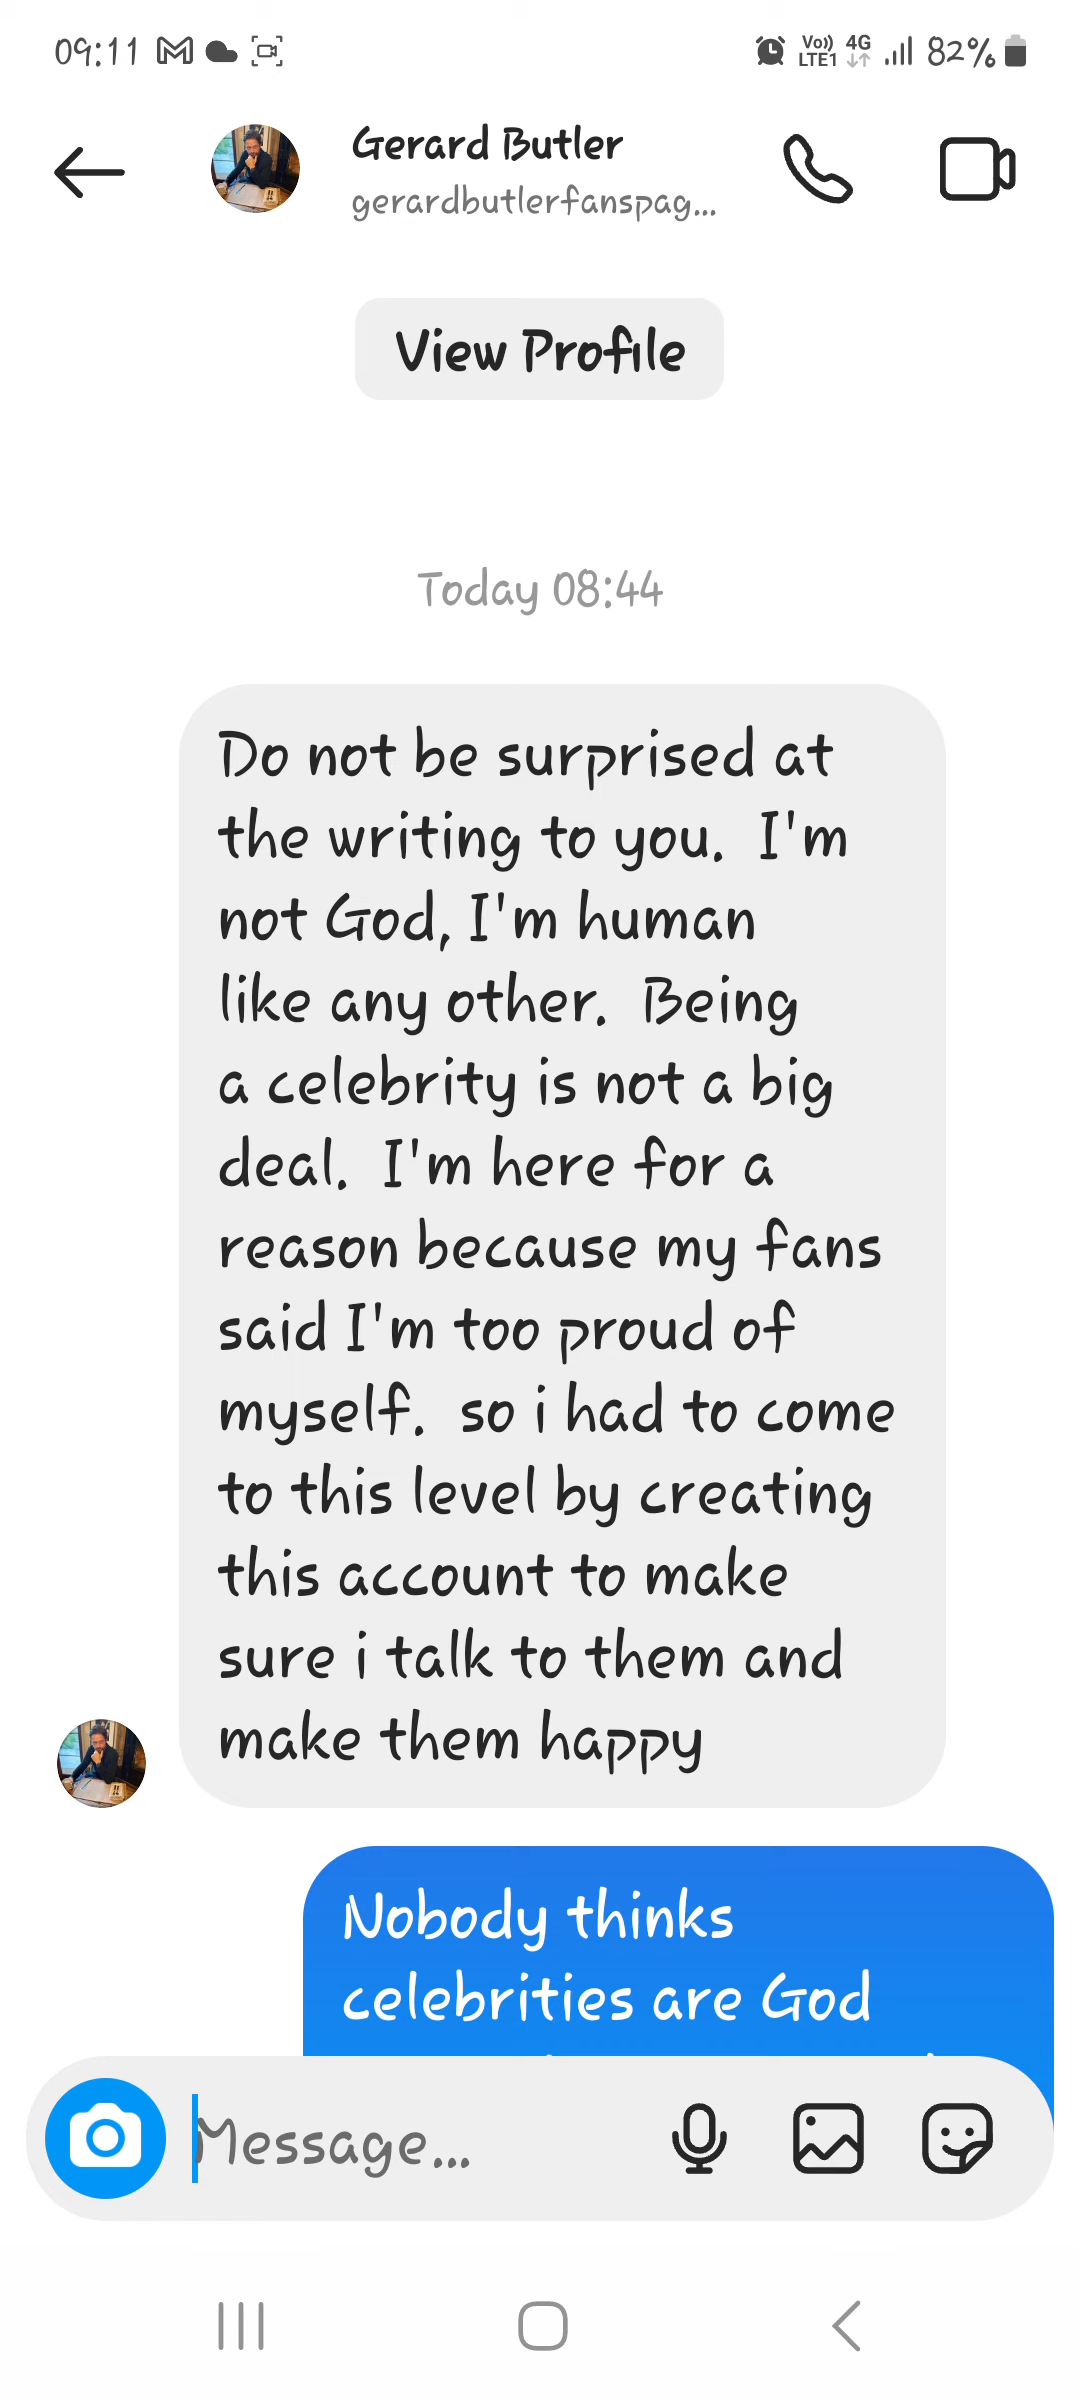 09:11
Vo)) 4G 82%
LTE1
Gerard Butler
gerardbutlerfanspag...
View Profile
Today 08:44
Do not be surprised at
the writing to you. I'm
not God, I'm human
like any other. Being
a celebrity is not a big
deal. I'm here for a
reason because my fans
said I'm too proud of
myself. so i had to come
to this level by creating
this account to make
sure i talk to them and
make them happy
Nobody thinks
celebrities are God
Message...